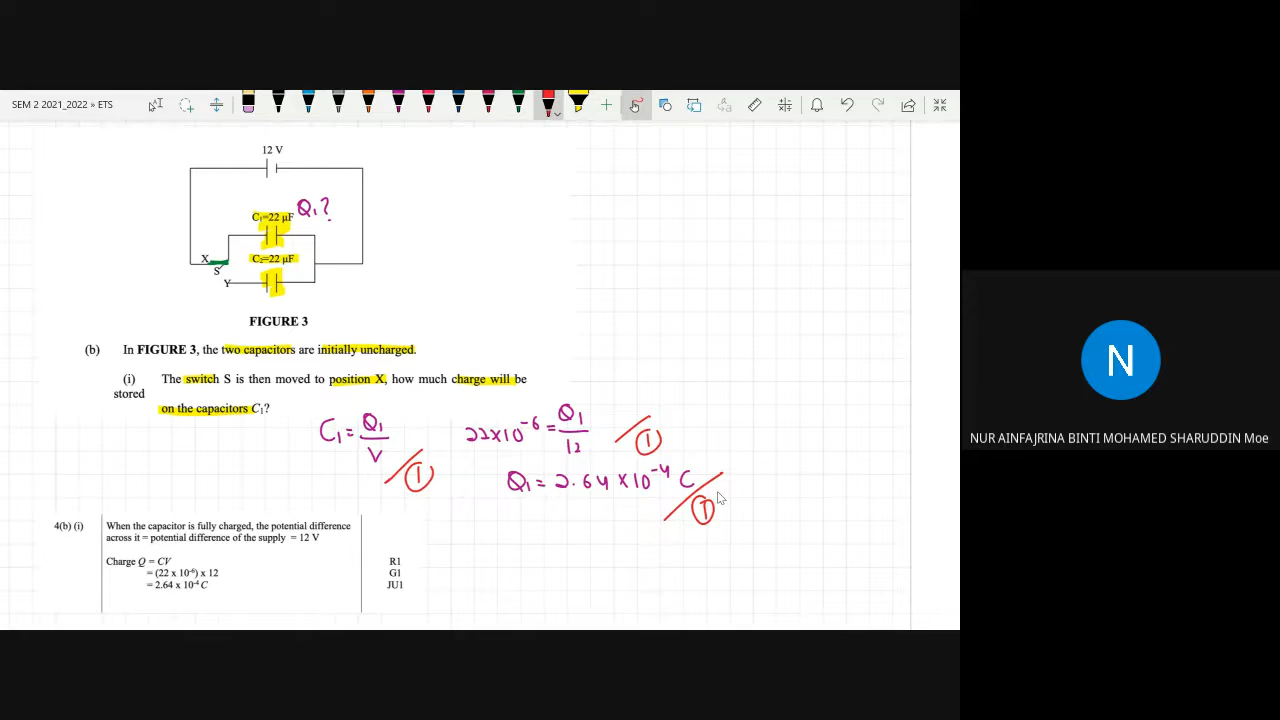 SEM 2 2021_2022 » ETS
12 V
C₁=22 µF Q₁?
X
S
C₂=22 µF
Y
FIGURE 3
(b) In FIGURE 3, the two capacitors are initially uncharged.
(i) The switch S is then moved to position X, how much charge will be
stored
on the capacitors C₁?
C₁ = Q₁/V ①
22×10⁻⁶ = Q₁/12 ①
Q₁ = 2.64 × 10⁻⁴ C ①
4(b) (i) When the capacitor is fully charged, the potential difference
across it = potential difference of the supply = 12 V
Charge Q = CV R1
= (22 x 10⁻⁶) x 12 G1
= 2.64 x 10⁻⁴ C JU1
N
NUR AINFAJRINA BINTI MOHAMED SHARUDDIN Moe